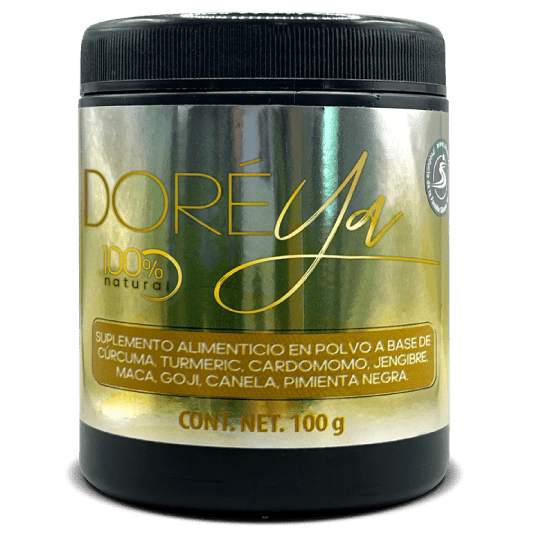 DORÉ Ya
100%
natural
SUPLEMENTO ALIMENTICIO EN POLVO A BASE DE
CÚRCUMA, TURMERIC, CARDOMOMO, JENGIBRE,
MACA, GOJI, CANELA, PIMIENTA NEGRA.
CONT. NET. 100 g